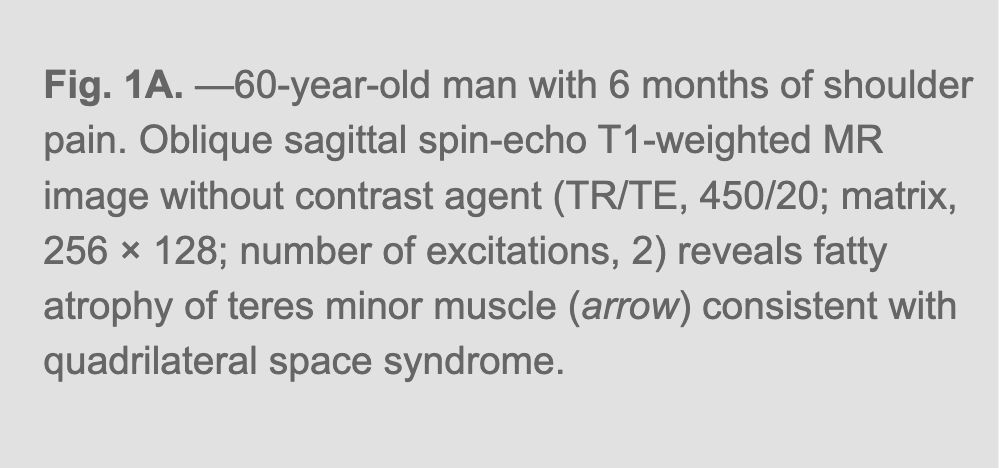 Fig. 1A. —60-year-old man with 6 months of shoulder
pain. Oblique sagittal spin-echo T1-weighted MR
image without contrast agent (TR/TE, 450/20; matrix,
256 × 128; number of excitations, 2) reveals fatty
atrophy of teres minor muscle (arrow) consistent with
quadrilateral space syndrome.